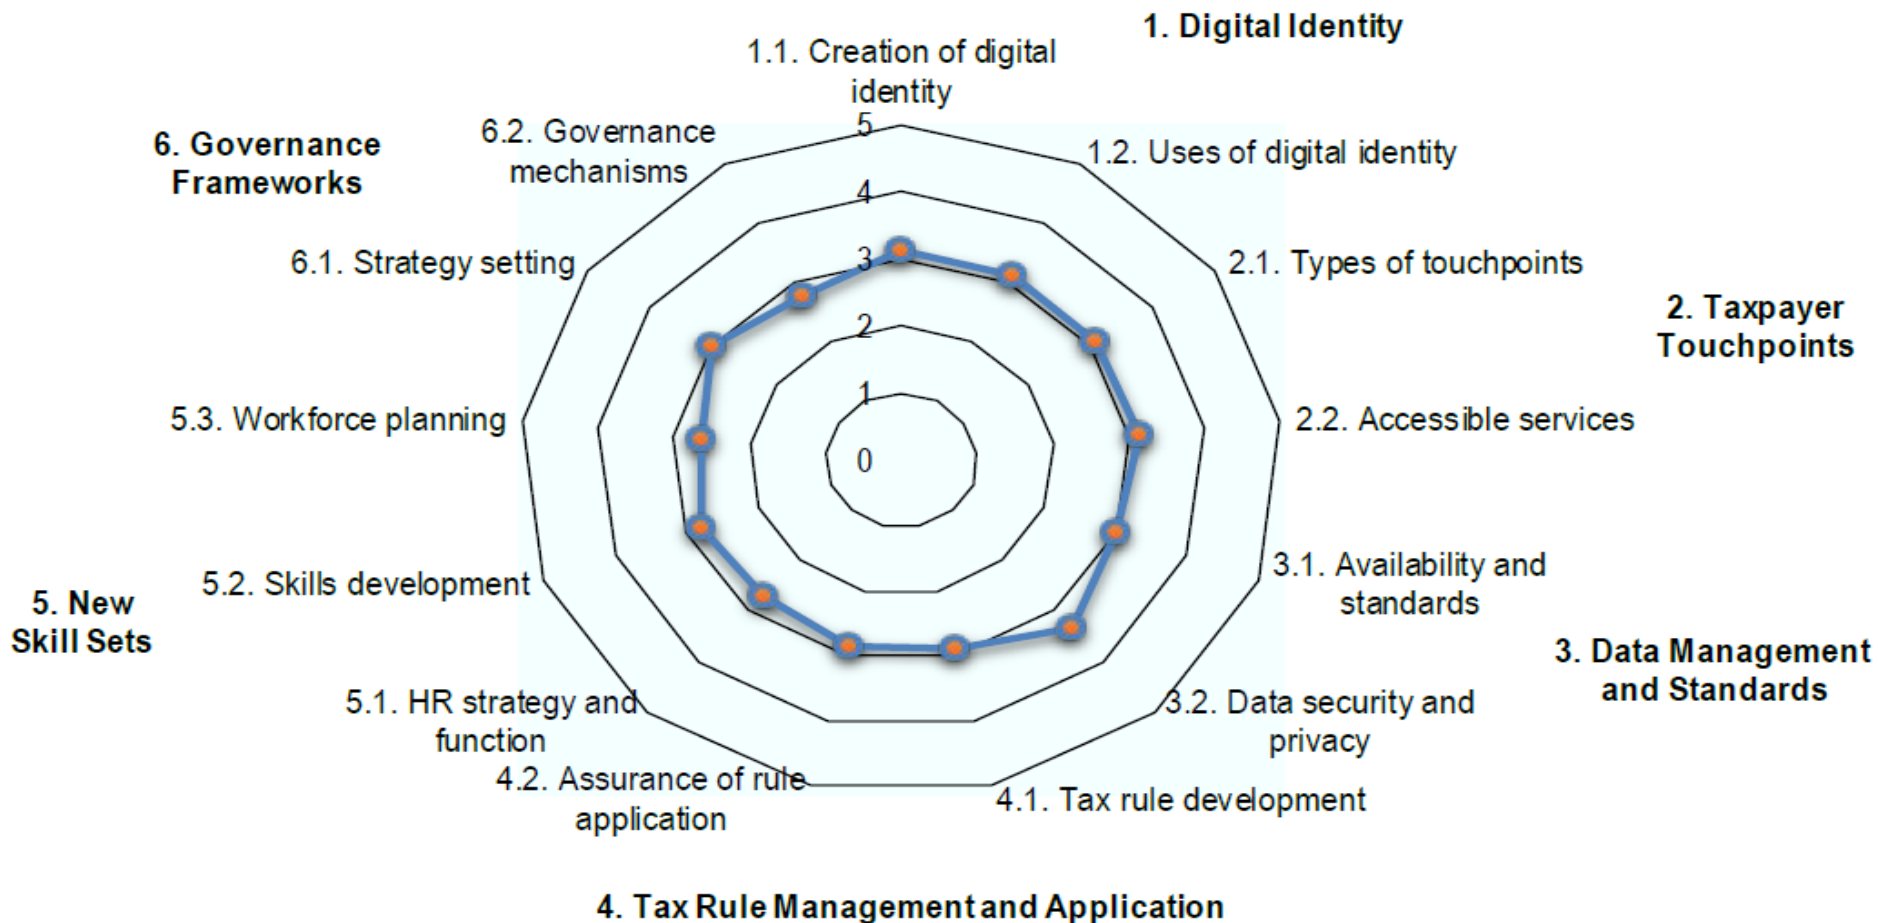 1. Digital Identity
1.1. Creation of digital
identity
1.2. Uses of digital identity
2.1. Types of touchpoints
2. Taxpayer
Touchpoints
2.2. Accessible services
3.1. Availability and
standards
3. Data Management
and Standards
3.2. Data security and
privacy
4.1. Tax rule development
4. Tax Rule Management and Application
4.2. Assurance of rule
application
5.1. HR strategy and
function
5.2. Skills development
5. New
Skill Sets
5.3. Workforce planning
6.1. Strategy setting
6. Governance
Frameworks
6.2. Governance
mechanisms
5
4
3
2
1
0